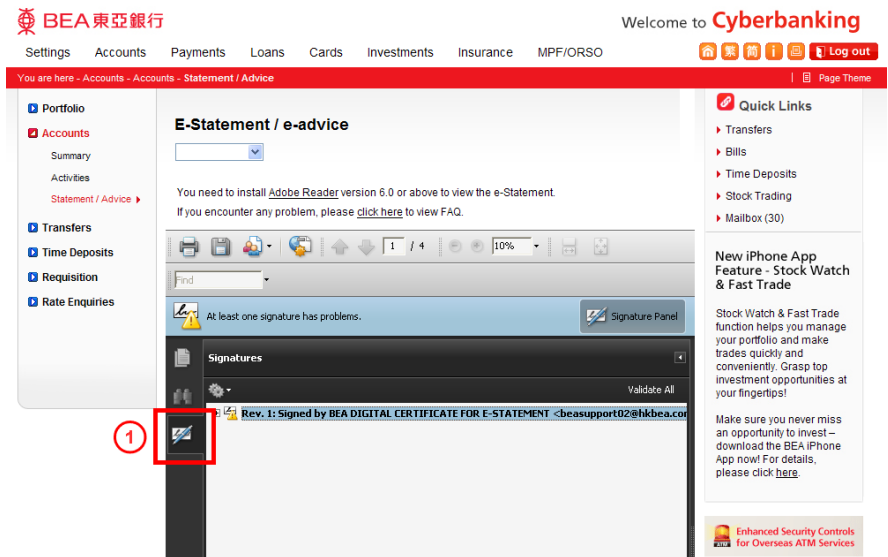 BEA東亞銀行
Welcome to Cyberbanking
Settings Accounts Payments Loans Cards Investments Insurance MPF/ORSO
繁 简 i Log out
You are here - Accounts - Accounts - Statement / Advice
Page Theme
Portfolio
Accounts
Summary
Activities
Statement / Advice
Transfers
Time Deposits
Requisition
Rate Enquiries
E-Statement / e-advice
You need to install Adobe Reader version 6.0 or above to view the e-Statement.
If you encounter any problem, please click here to view FAQ.
1 / 4 10%
Find
At least one signature has problems.
Signature Panel
Signatures
Validate All
Rev. 1: Signed by BEA DIGITAL CERTIFICATE FOR E-STATEMENT <beasupport02@hkbea.cor
1
Quick Links
Transfers
Bills
Time Deposits
Stock Trading
Mailbox (30)
New iPhone App
Feature - Stock Watch
& Fast Trade
Stock Watch & Fast Trade
function helps you manage
your portfolio and make
trades quickly and
conveniently. Grasp top
investment opportunities at
your fingertips!
Make sure you never miss
an opportunity to invest –
download the BEA iPhone
App now! For details,
please click here.
ATM
Enhanced Security Controls
for Overseas ATM Services